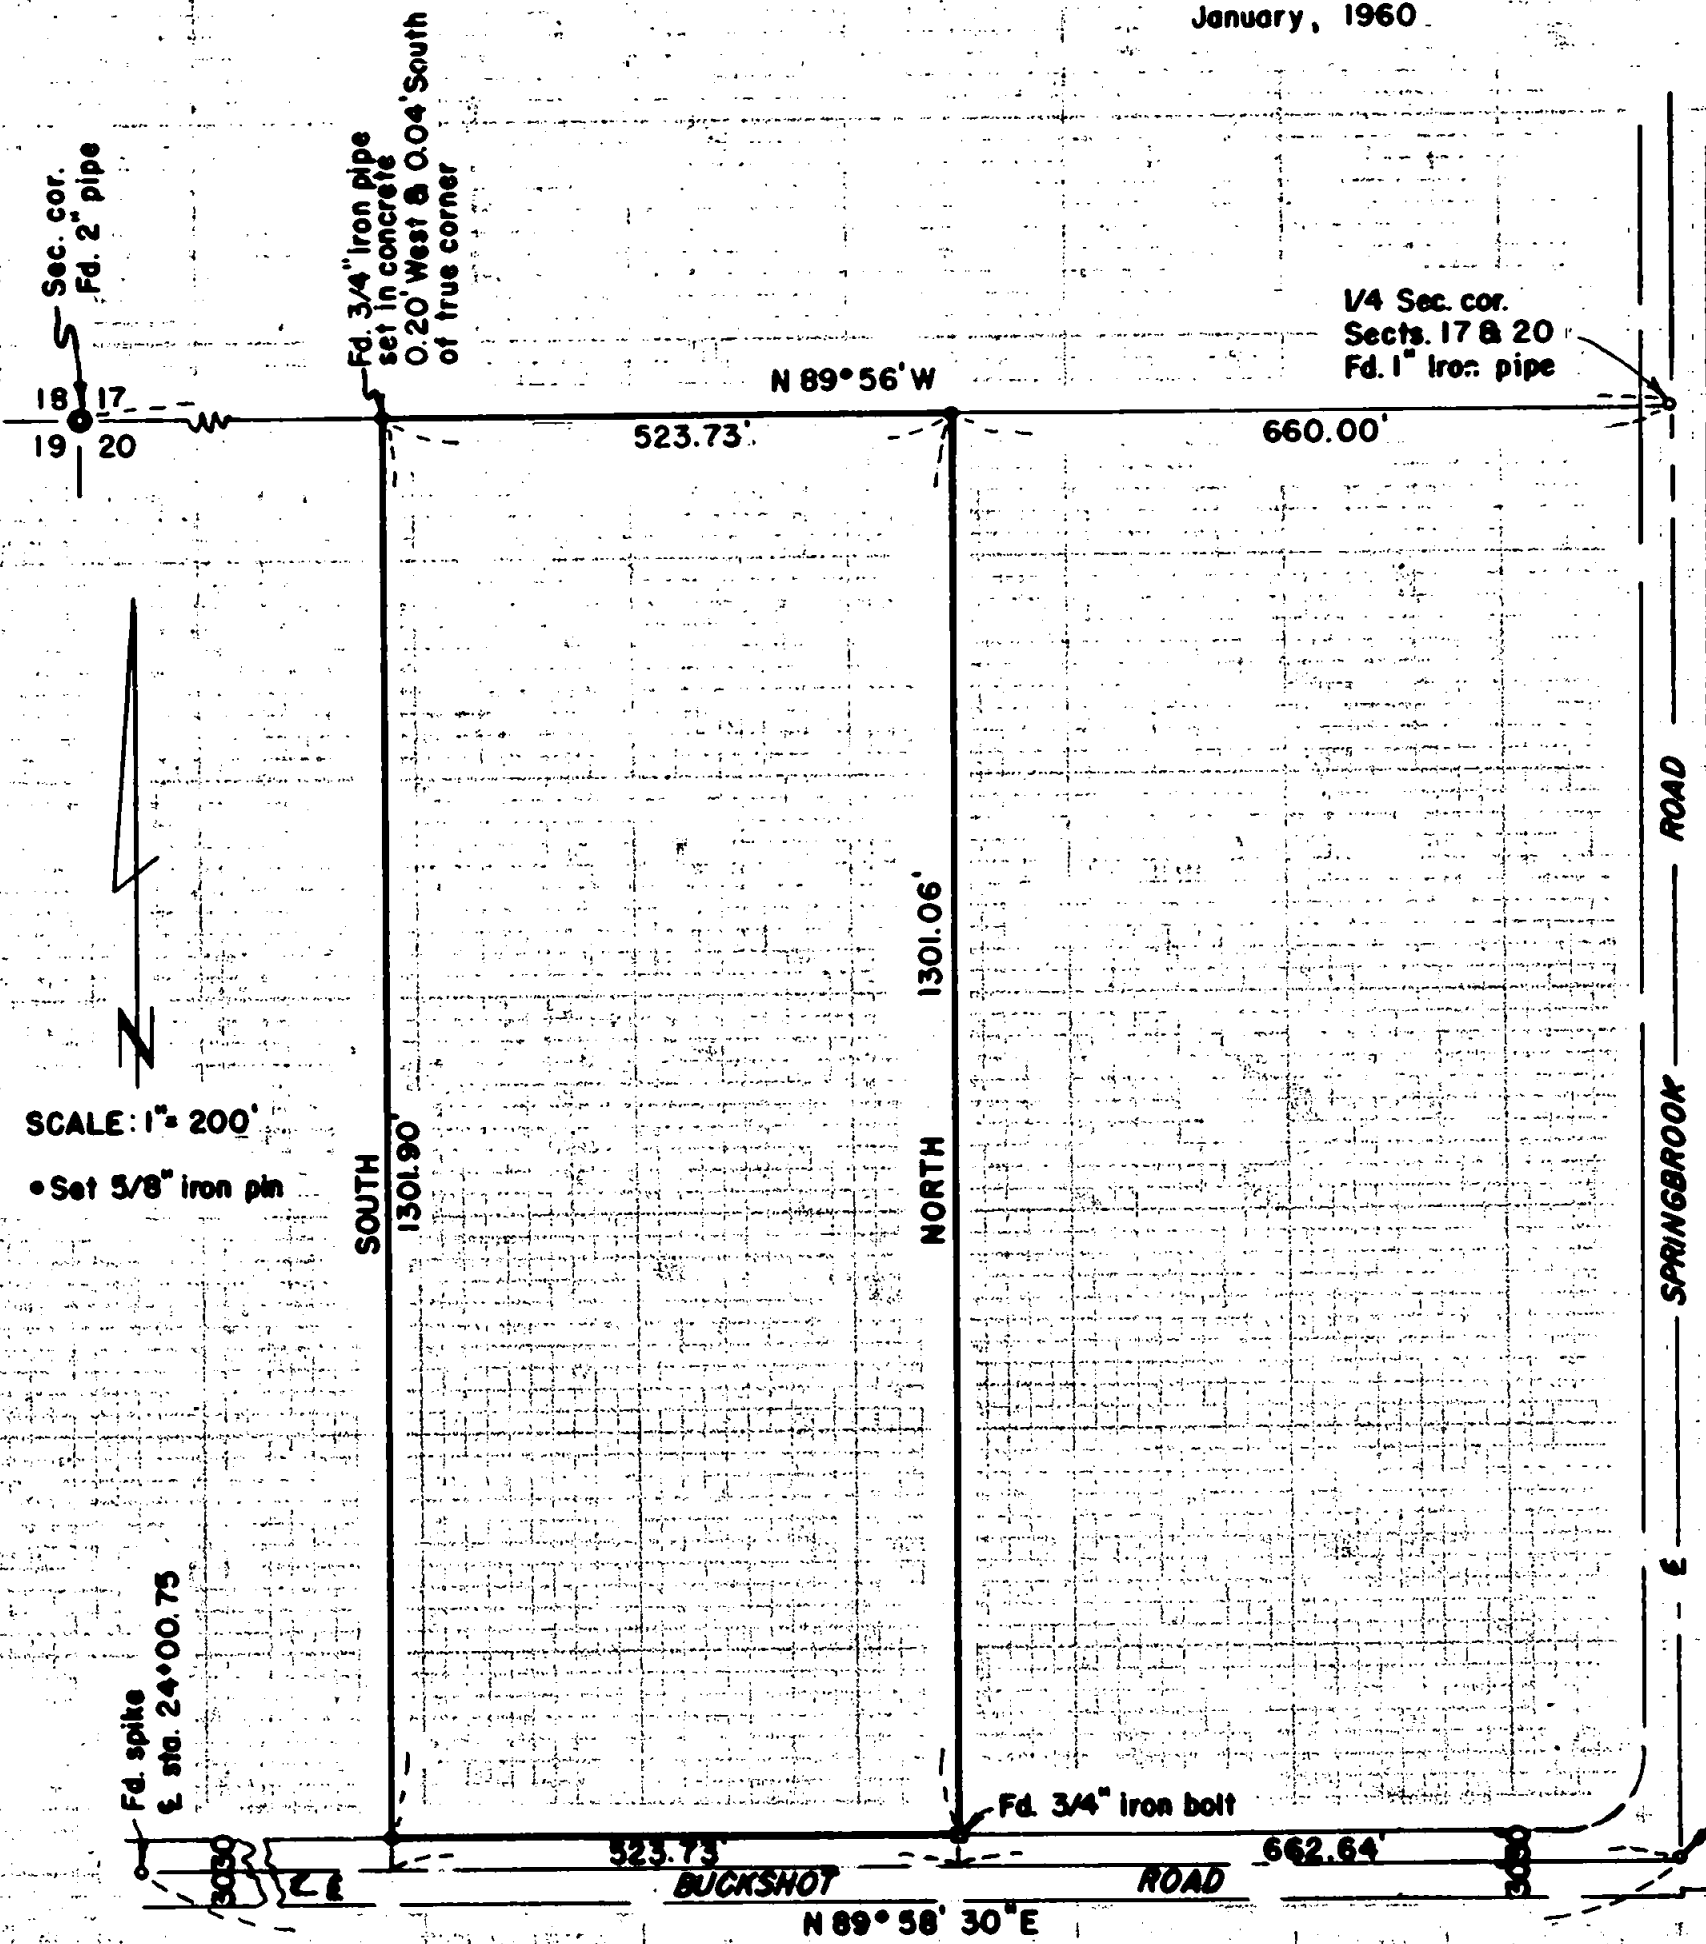 January, 1960
Sec. cor.
Fd. 2" pipe
Fd. 3/4" iron pipe
set in concrete
0.20' West & 0.04' South
of true corner
1/4 Sec. cor.
Sects. 17 & 20
Fd. 1" Iron pipe
N 89° 56' W
18 17
19 20
523.73'
660.00'
1301.06'
NORTH
SOUTH
1301.90'
N
SCALE: 1" = 200'
• Set 5/8" iron pin
SPRINGBROOK ROAD
℄
Fd. spike
℄ sta. 24+00.75
Fd. 3/4" iron bolt
523.73'
662.64'
30 30
℄
30 30
BUCKSHOT ROAD
N 89° 58' 30" E